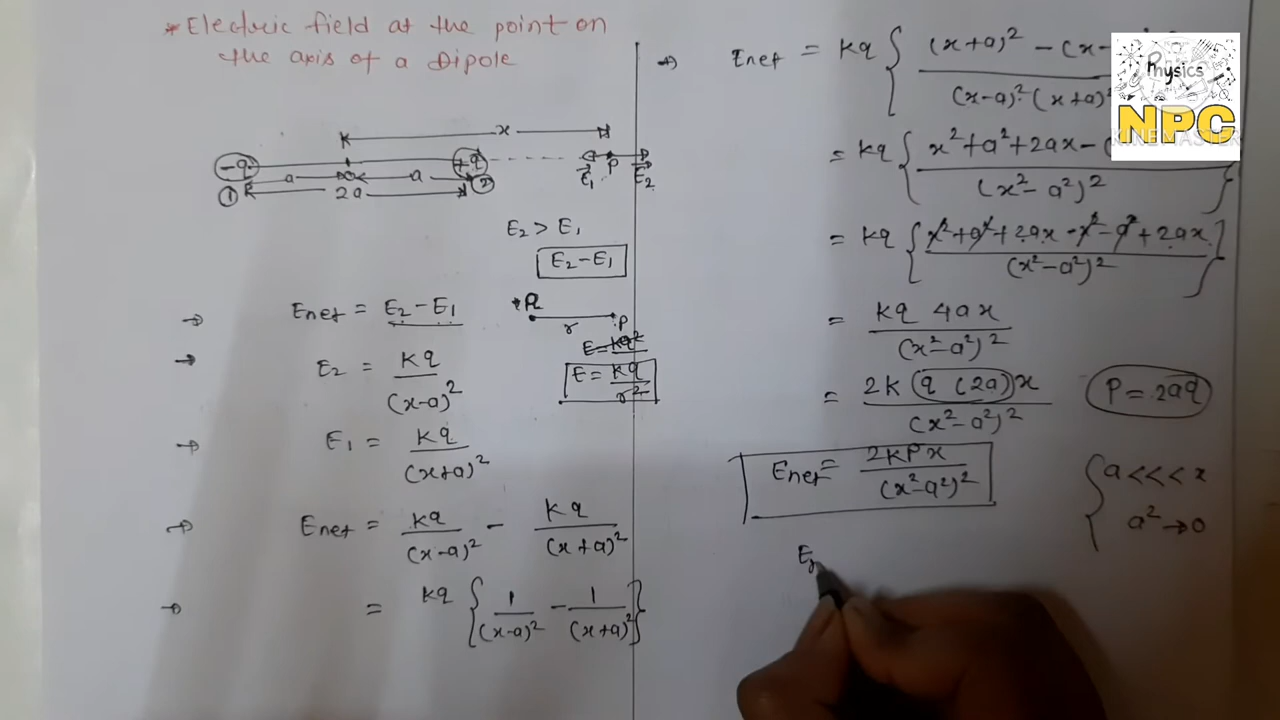 * Electric field at the point on
the axis of a Dipole
x
-q +q P
a a E₁ E₂
① 2a ②
E₂ > E₁
E₂ - E₁
→ Enet = E₂ - E₁
r P
→ E₂ = Kq / (x-a)²
E = Kq / r²
→ E₁ = Kq / (x+a)²
→ Enet = Kq / (x-a)² - Kq / (x+a)²
→ = Kq { 1 / (x-a)² - 1 / (x+a)² }
→ Enet = Kq { (x+a)² - (x- / (x-a)² (x+a)²
= Kq { x² + a² + 2ax - / (x² - a²)² }
= Kq { x² + a² + 2ax - x² - a² + 2ax / (x² - a²)² }
= Kq 4ax / (x² - a²)²
= 2K (q (2a)) x / (x² - a²)²
P = 2aq
Enet = 2KPx / (x² - a²)²
{ a <<< x
a² → 0
Physics
NPC
KINEMASTER